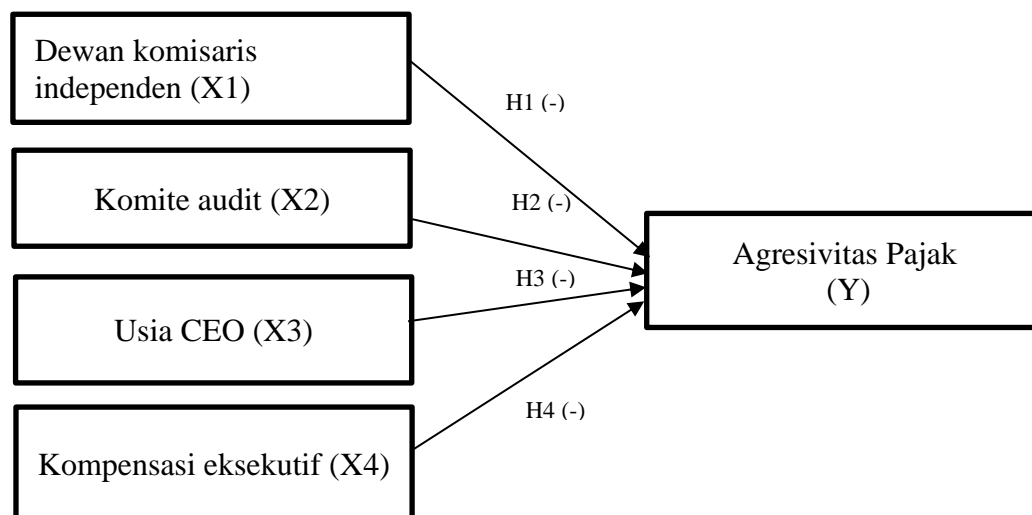 Dewan komisaris
independen (X1)
H1 (-)
Komite audit (X2)
H2 (-)
Agresivitas Pajak
(Y)
H3 (-)
Usia CEO (X3)
H4 (-)
Kompensasi eksekutif (X4)